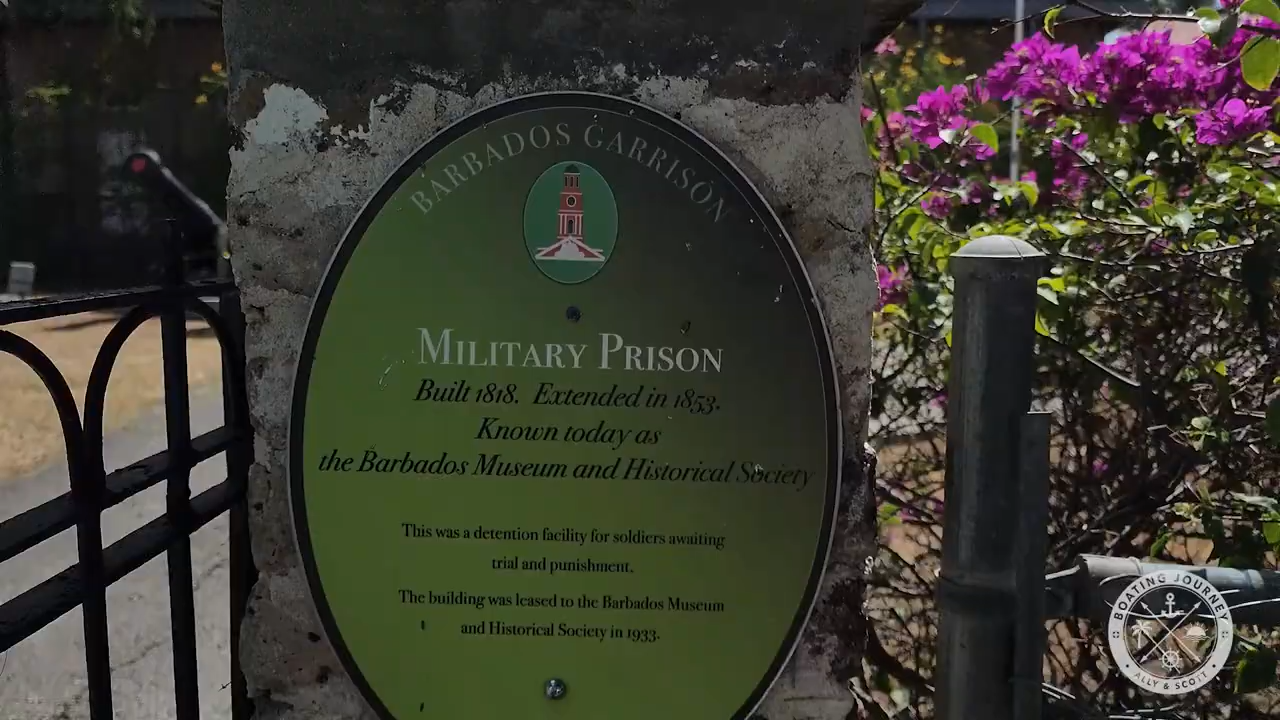 BARBADOS GARRISON
MILITARY PRISON
Built 1818. Extended in 1853.
Known today as
the Barbados Museum and Historical Society
This was a detention facility for soldiers awaiting
trial and punishment.
The building was leased to the Barbados Museum
and Historical Society in 1933.
BOATING JOURNEY
ALLY & SCOTT